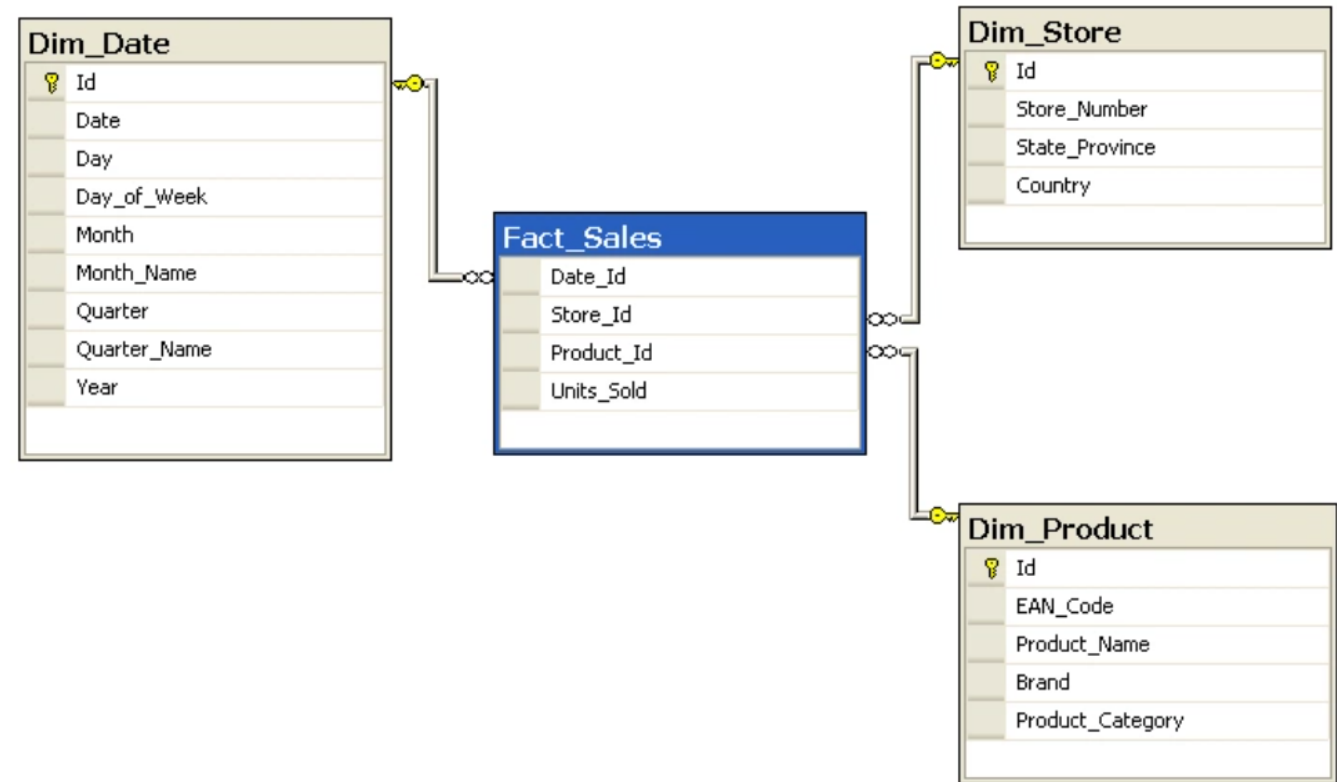 Dim_Date
Id
Date
Day
Day_of_Week
Month
Month_Name
Quarter
Quarter_Name
Year
Fact_Sales
Date_Id
Store_Id
Product_Id
Units_Sold
Dim_Store
Id
Store_Number
State_Province
Country
Dim_Product
Id
EAN_Code
Product_Name
Brand
Product_Category